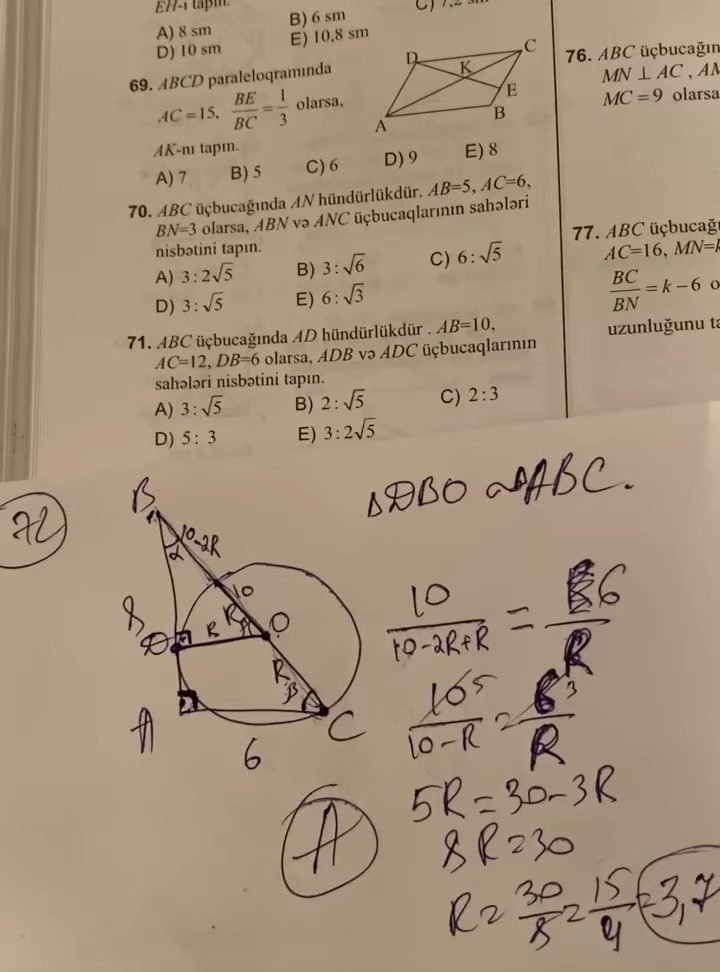 EH-ı tapın.
A) 8 sm
B) 6 sm
D) 10 sm
E) 10,8 sm
69. ABCD paraleloqramında
AC = 15, BE/BC = 1/3 olarsa,
AK-nı tapın.
A) 7 B) 5 C) 6 D) 9 E) 8
D C K E A B
70. ABC üçbucağında AN hündürlükdür. AB=5, AC=6,
BN=3 olarsa, ABN və ANC üçbucaqlarının sahələri
nisbətini tapın.
A) 3 : 2√5 B) 3 : √6 C) 6 : √5
D) 3 : √5 E) 6 : √3
71. ABC üçbucağında AD hündürlükdür . AB=10,
AC=12, DB=6 olarsa, ADB və ADC üçbucaqlarının
sahələri nisbətini tapın.
A) 3 : √5 B) 2 : √5 C) 2 : 3
D) 5 : 3 E) 3 : 2√5
76. ABC üçbucağın
MN ⊥ AC , AM
MC = 9 olarsa
77. ABC üçbucağı
AC=16, MN=k
BC/BN = k – 6 o
uzunluğunu ta
72
B
10-2R
α
10
8
R
R
β
O
D
R
β
A
C
6
ΔDBO ∾ ΔABC.
10/(10-2R+R) = 6/R
10 5/(10-R) = 6 3/R
5R = 30-3R
8R = 30
R = 30/8 = 15/4 = 3,7
A